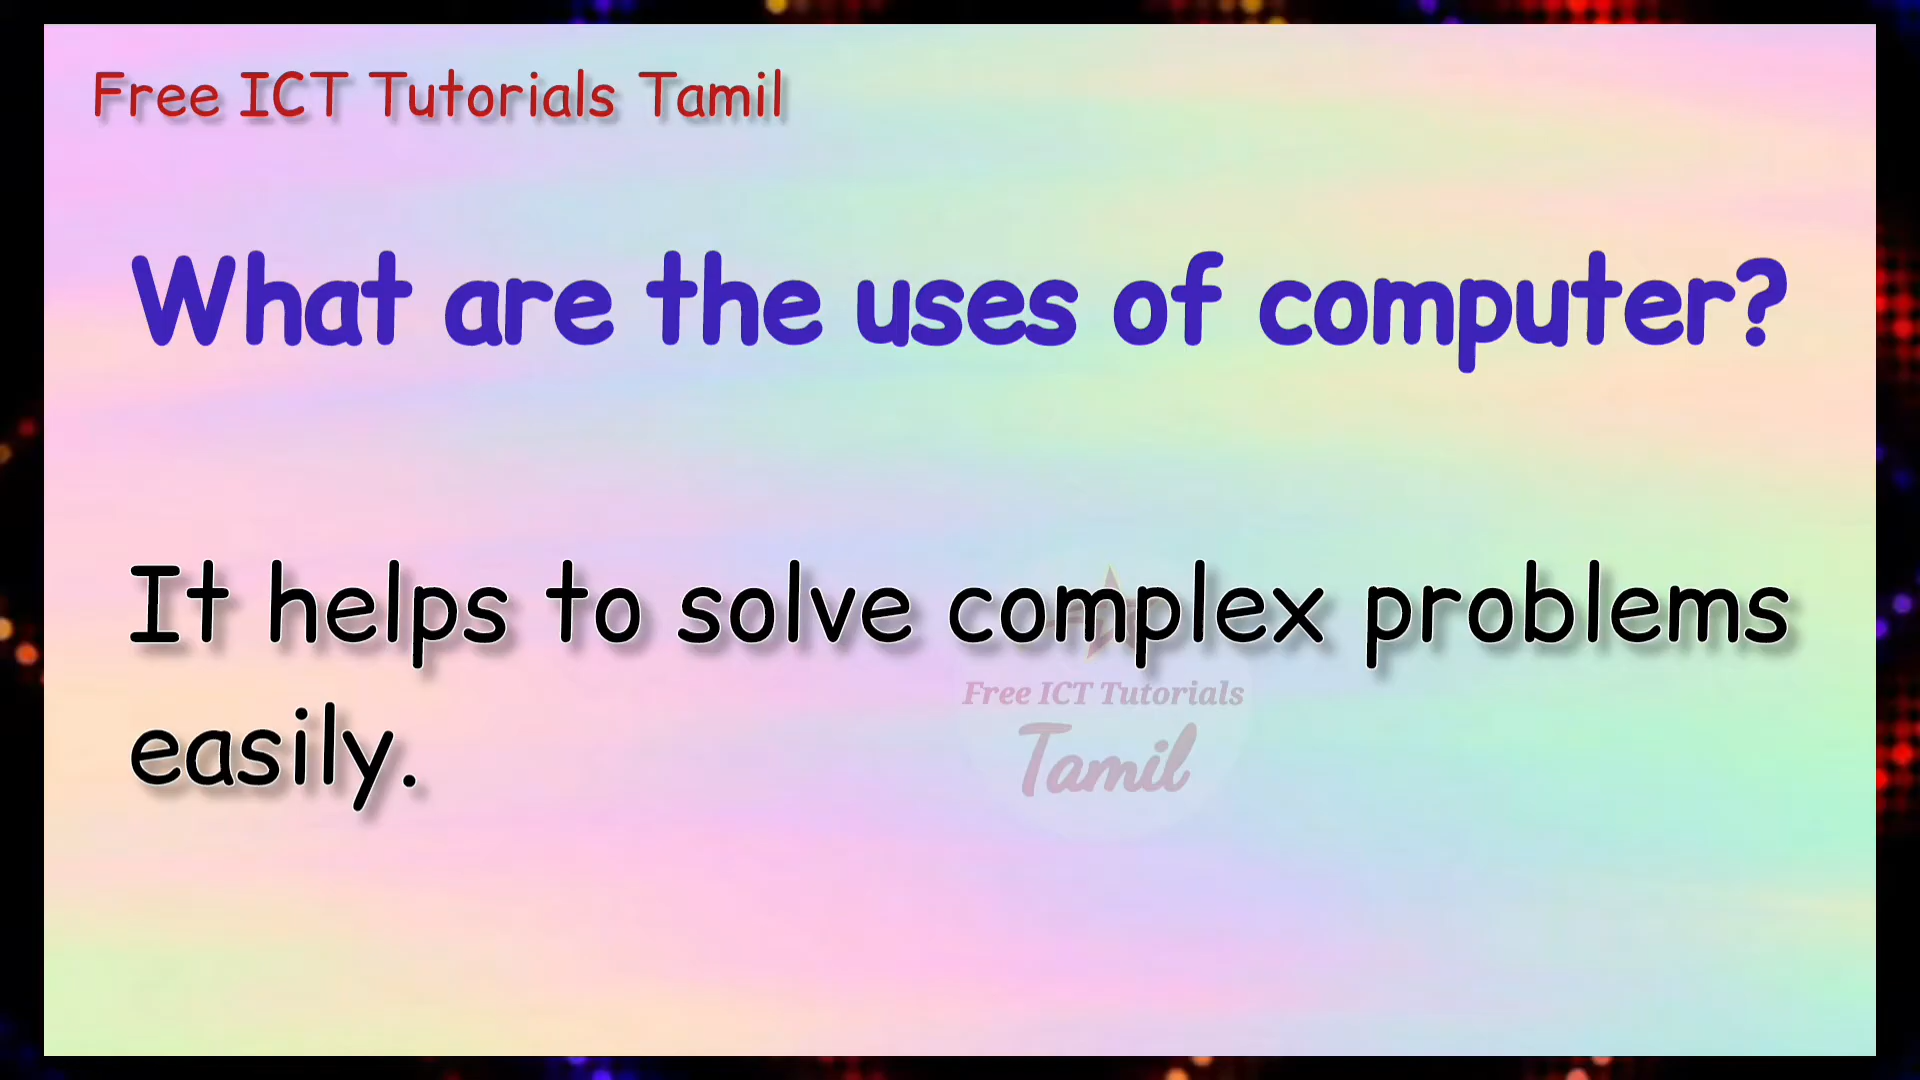 Free ICT Tutorials Tamil
What are the uses of computer?
It helps to solve complex problems
easily.
Free ICT Tutorials
Tamil